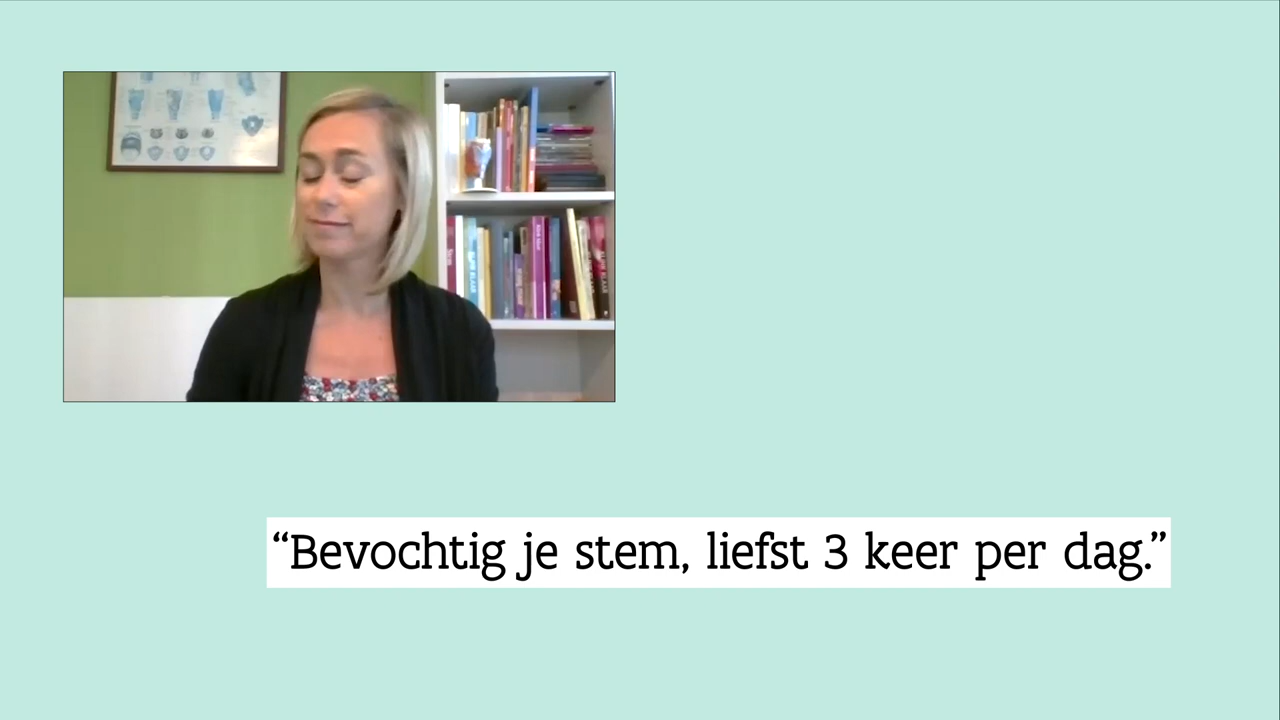 “Bevochtig je stem, liefst 3 keer per dag.”